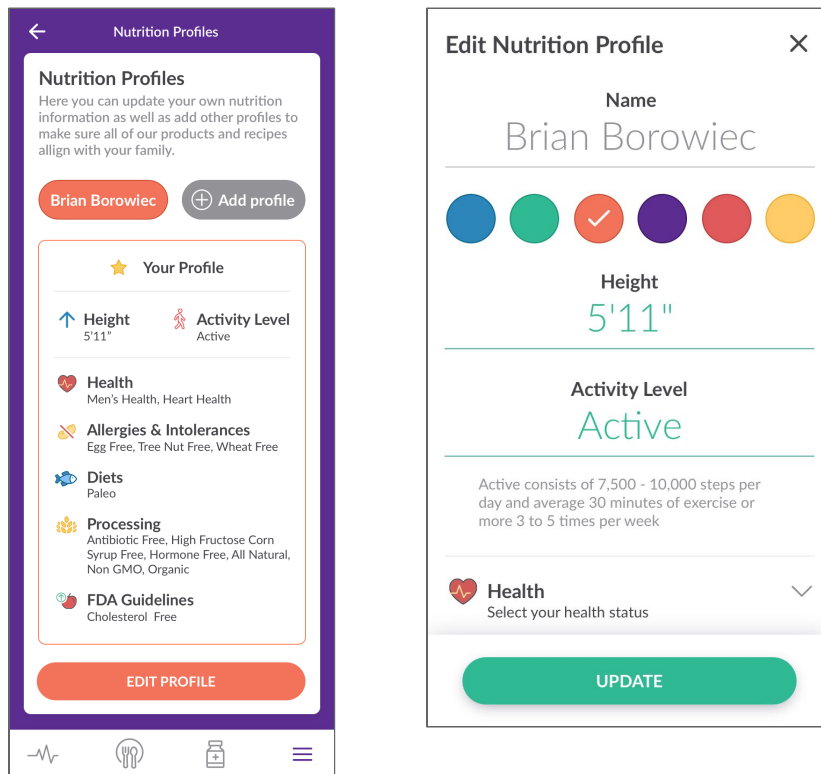 Nutrition Profiles
Nutrition Profiles
Here you can update your own nutrition
information as well as add other profiles to
make sure all of our products and recipes
allign with your family.
Brian Borowiec
Add profile
Your Profile
Height
5'11"
Activity Level
Active
Health
Men's Health, Heart Health
Allergies & Intolerances
Egg Free, Tree Nut Free, Wheat Free
Diets
Paleo
Processing
Antibiotic Free, High Fructose Corn
Syrup Free, Hormone Free, All Natural,
Non GMO, Organic
FDA Guidelines
Cholesterol Free
EDIT PROFILE
Edit Nutrition Profile
Name
Brian Borowiec
Height
5'11"
Activity Level
Active
Active consists of 7,500 - 10,000 steps per
day and average 30 minutes of exercise or
more 3 to 5 times per week
Health
Select your health status
UPDATE